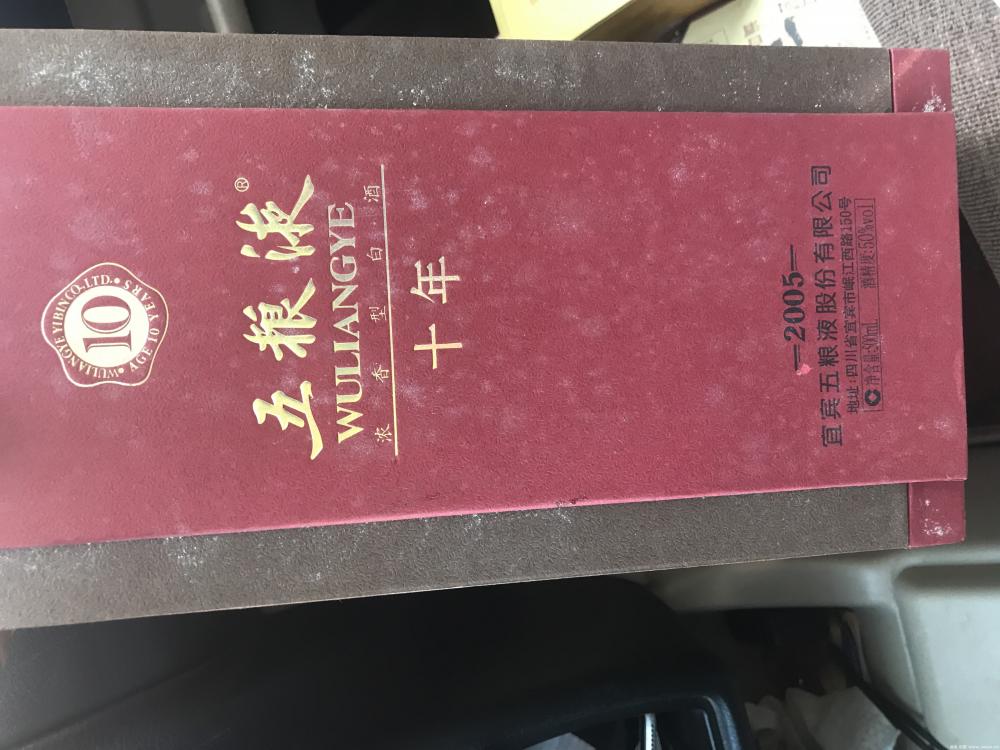 WULIANGYE YIBIN CO-LTD.
10
AGE 10 YEARS
五粮液®
WULIANGYE
浓香型白酒
十年
2005
宜宾五粮液股份有限公司
地址:四川省宜宾市岷江西路150号
净含量:500ml 酒精度:50%vol